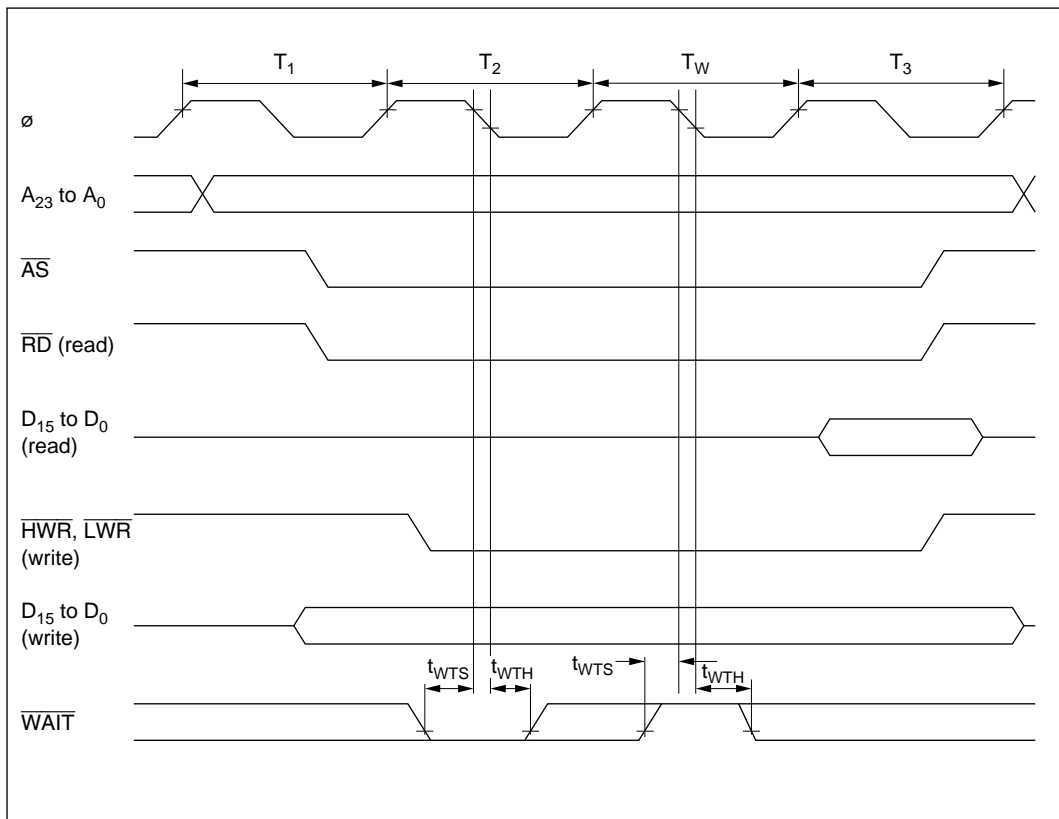 T1 T2 TW T3
ø
A23 to A0
AS
RD (read)
D15 to D0
(read)
HWR, LWR
(write)
D15 to D0
(write)
tWTS tWTH tWTS tWTH
WAIT